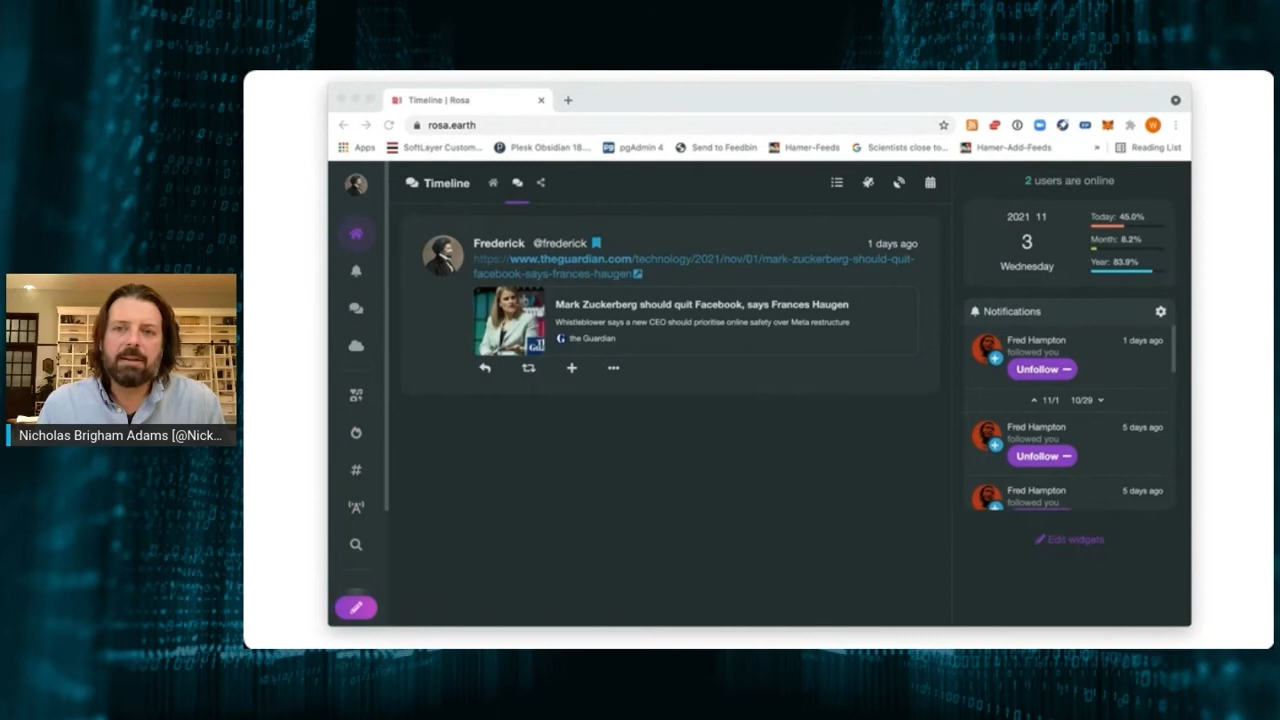 Timeline | Rosa
rosa.earth
Apps SoftLayer Custom... Plesk Obsidian 18.... pgAdmin 4 Send to Feedbin Hamer-Feeds Scientists close to... Hamer-Add-Feeds » Reading List
Timeline
Frederick @frederick 1 days ago
https://www.theguardian.com/technology/2021/nov/01/mark-zuckerberg-should-quit-
facebook-says-frances-haugen
Mark Zuckerberg should quit Facebook, says Frances Haugen
Whistleblower says a new CEO should prioritise online safety over Meta restructure
the Guardian
2 users are online
2021 11
3
Wednesday
Today: 45.0%
Month: 8.2%
Year: 83.9%
Notifications
Fred Hampton 1 days ago
followed you
Unfollow
11/1 10/29
Fred Hampton 5 days ago
followed you
Unfollow
Fred Hampton 5 days ago
followed you
Edit widgets
Nicholas Brigham Adams [@Nick...